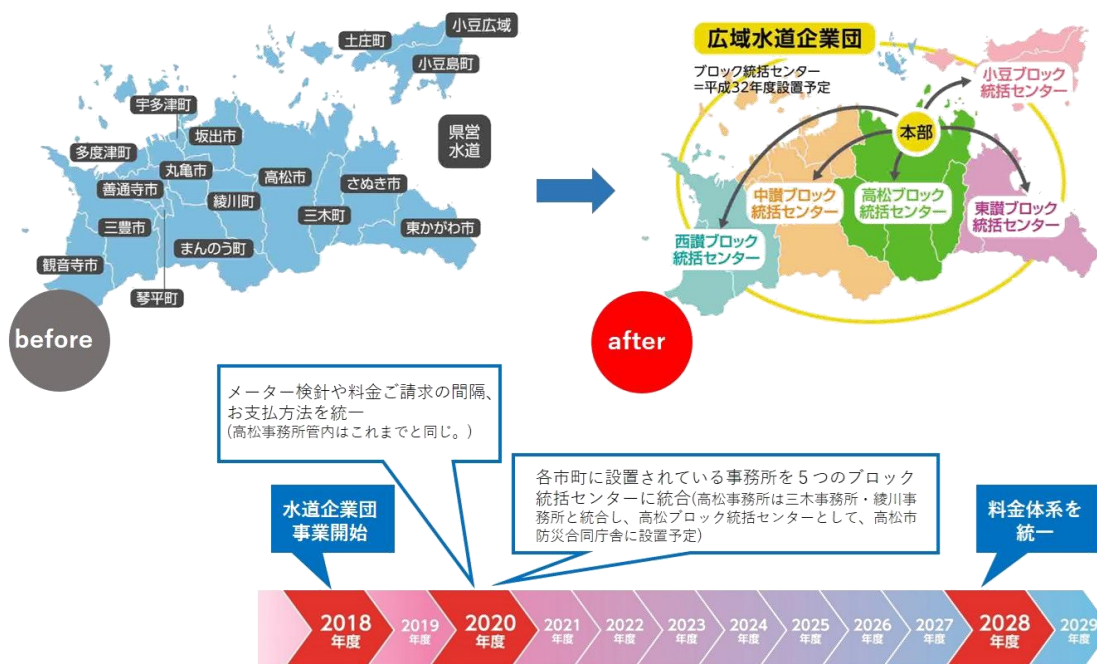 小豆広域
土庄町
小豆島町
宇多津町
坂出市
県営
水道
多度津町
丸亀市
高松市
さぬき市
善通寺市
綾川町
三木町
三豊市
東かがわ市
まんのう町
観音寺市
琴平町
before
広域水道企業団
ブロック統括センター
=平成32年度設置予定
小豆ブロック
統括センター
本部
中讃ブロック
統括センター
高松ブロック
統括センター
東讃ブロック
統括センター
西讃ブロック
統括センター
after
メーター検針や料金ご請求の間隔、
お支払方法を統一
(高松事務所管内はこれまでと同じ。)
各市町に設置されている事務所を5つのブロック
統括センターに統合(高松事務所は三木事務所・綾川事
務所と統合し、高松ブロック統括センターとして、高松市
防災合同庁舎に設置予定)
水道企業団
事業開始
料金体系を
統一
2018
年度
2019
年度
2020
年度
2021
年度
2022
年度
2023
年度
2024
年度
2025
年度
2026
年度
2027
年度
2028
年度
2029
年度